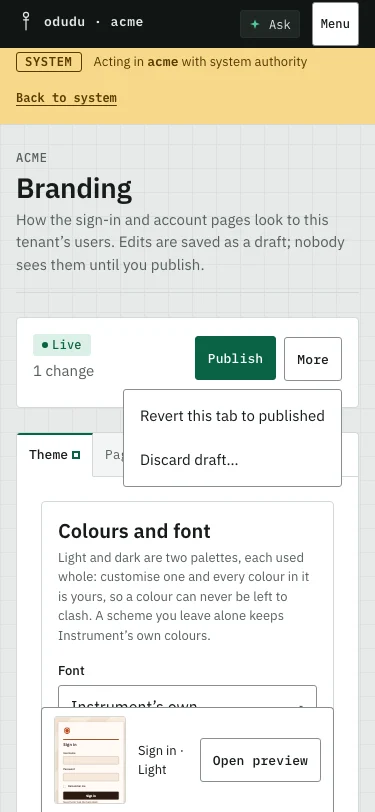 odudu · acme
Ask
Menu
SYSTEM Acting in acme with system authority
Back to system
ACME
Branding
How the sign-in and account pages look to this
tenant’s users. Edits are saved as a draft; nobody
sees them until you publish.
Live
1 change
Publish
More
Revert this tab to published
Discard draft…
Theme
Colours and font
Light and dark are two palettes, each used
whole: customise one and every colour in it
is yours, so a colour can never be left to
clash. A scheme you leave alone keeps
Instrument’s own colours.
Font
Instrument’s own
Sign in
Sign in ·
Light
Open preview